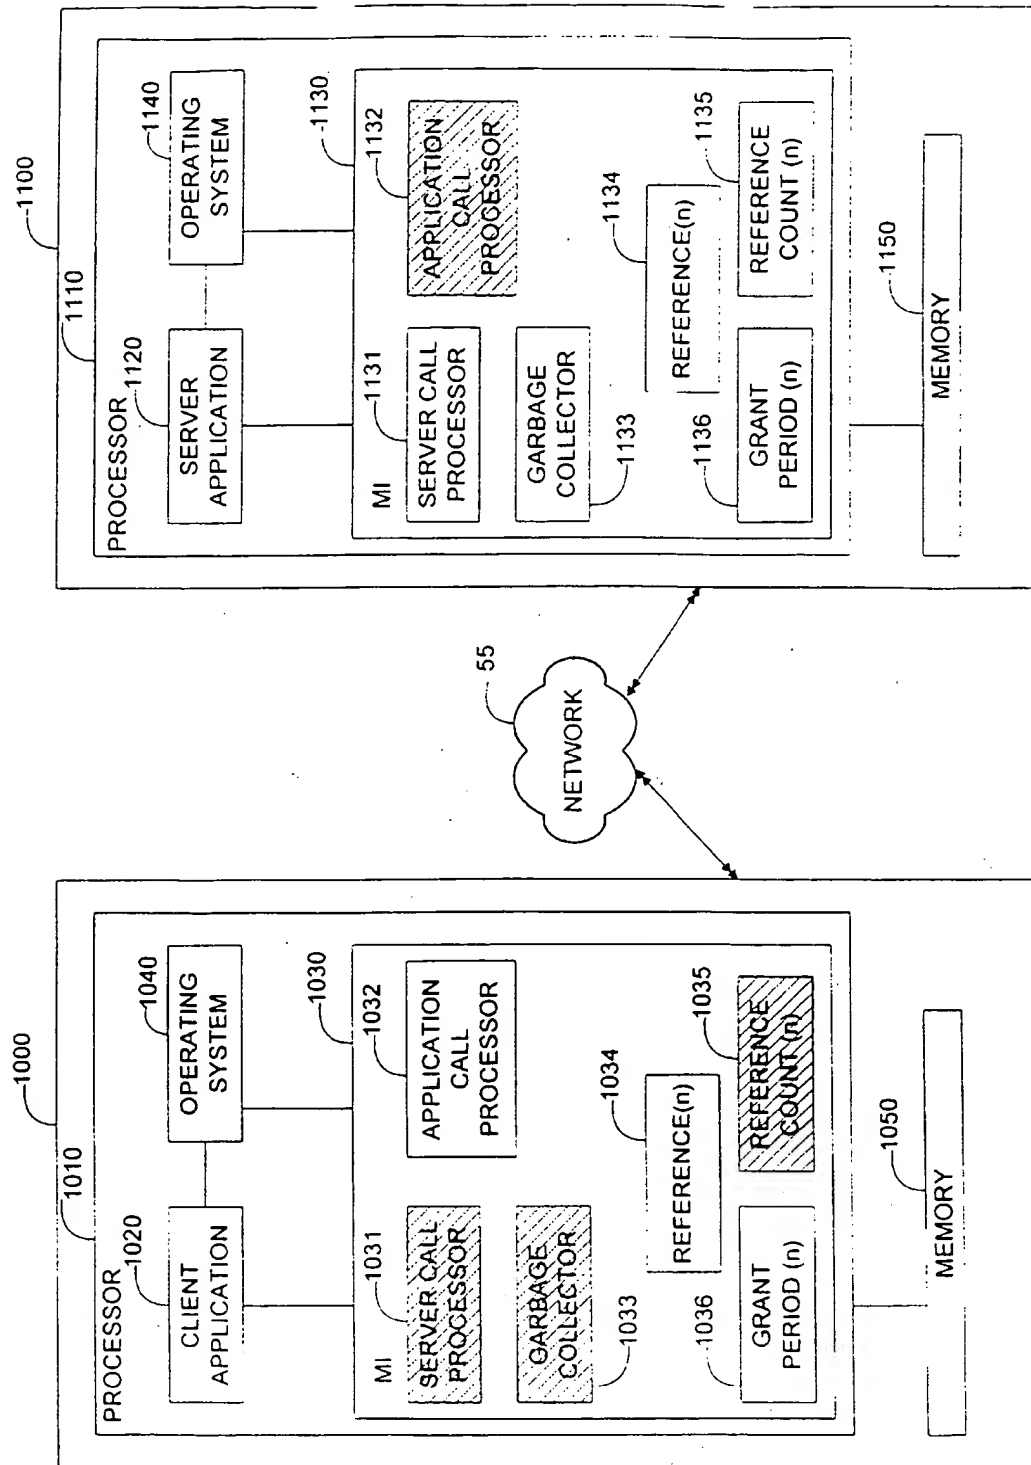 1000
1010
PROCESSOR
1020
CLIENT
APPLICATION
1040
OPERATING
SYSTEM
1030
MI
1031
SERVER CALL
PROCESSOR
1032
APPLICATION
CALL
PROCESSOR
GARBAGE
COLLECTOR
1033
1034
REFERENCE(n)
1036
GRANT
PERIOD (n)
1035
REFERENCE
COUNT (n)
1050
MEMORY
55
NETWORK
1100
1110
PROCESSOR
1120
SERVER
APPLICATION
1140
OPERATING
SYSTEM
1130
MI
1131
SERVER CALL
PROCESSOR
1132
APPLICATION
CALL
PROCESSOR
GARBAGE
COLLECTOR
1133
1134
REFERENCE(n)
1136
GRANT
PERIOD (n)
1135
REFERENCE
COUNT (n)
1150
MEMORY